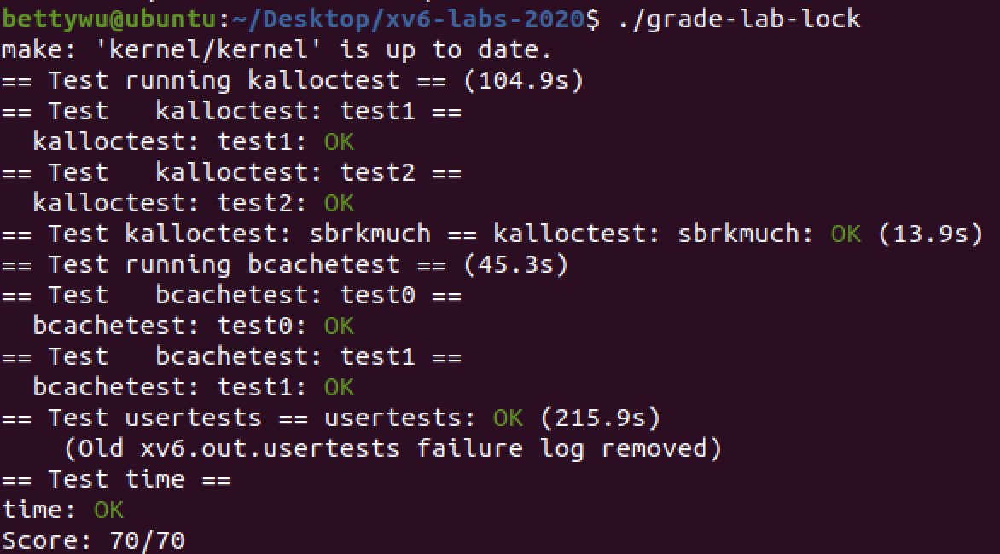 bettywu@ubuntu:~/Desktop/xv6-labs-2020$ ./grade-lab-lock
make: 'kernel/kernel' is up to date.
== Test running kalloctest == (104.9s)
== Test   kalloctest: test1 ==
  kalloctest: test1: OK
== Test   kalloctest: test2 ==
  kalloctest: test2: OK
== Test kalloctest: sbrkmuch == kalloctest: sbrkmuch: OK (13.9s)
== Test running bcachetest == (45.3s)
== Test   bcachetest: test0 ==
  bcachetest: test0: OK
== Test   bcachetest: test1 ==
  bcachetest: test1: OK
== Test usertests == usertests: OK (215.9s)
    (Old xv6.out.usertests failure log removed)
== Test time ==
time: OK
Score: 70/70